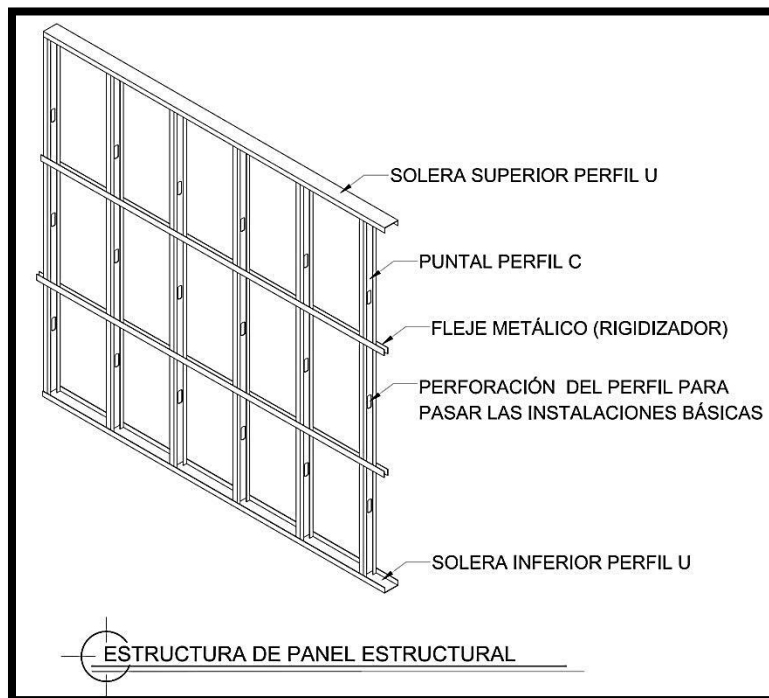 SOLERA SUPERIOR PERFIL U
PUNTAL PERFIL C
FLEJE METÁLICO (RIGIDIZADOR)
PERFORACIÓN DEL PERFIL PARA
PASAR LAS INSTALACIONES BÁSICAS
SOLERA INFERIOR PERFIL U
ESTRUCTURA DE PANEL ESTRUCTURAL